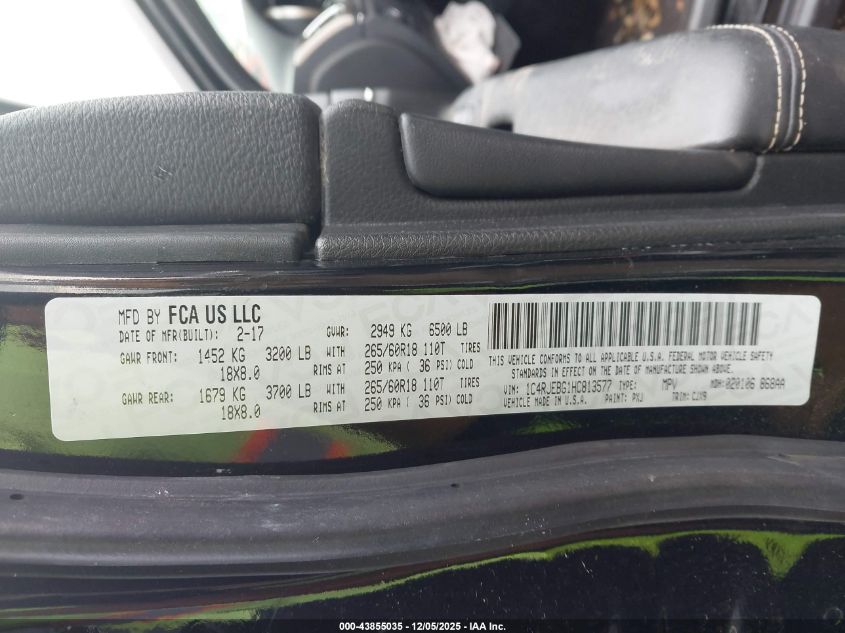 MFD BY FCA US LLC
DATE OF MFR(BUILT): 2-17 GVWR: 2949 KG 6500 LB
GAWR FRONT: 1452 KG 3200 LB WITH 265/60R18 110T TIRES
18X8.0 RIMS AT 250 KPA ( 36 PSI) COLD
GAWR REAR: 1679 KG 3700 LB WITH 265/60R18 110T TIRES
18X8.0 RIMS AT 250 KPA ( 36 PSI) COLD
THIS VEHICLE CONFORMS TO ALL APPLICABLE U.S.A. FEDERAL MOTOR VEHICLE SAFETY
STANDARDS IN EFFECT ON THE DATE OF MANUFACTURE SHOWN ABOVE.
VIN: 1C4RJEBG1HC813577 TYPE: MPV MDH: 020106 868AA
VEHICLE MADE IN U.S.A. PAINT: PXJ TRIM: CJX9
000-43855035 - 12/05/2025 - IAA Inc.